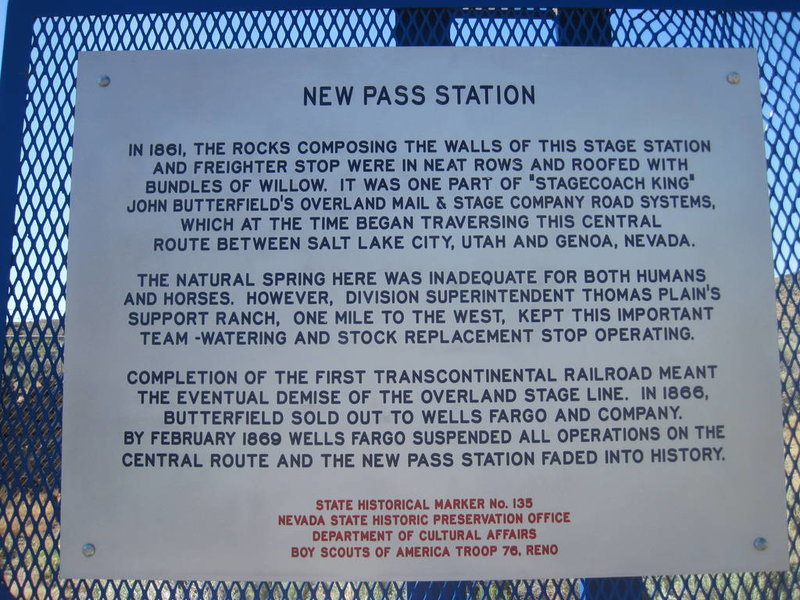 NEW PASS STATION
IN 1861, THE ROCKS COMPOSING THE WALLS OF THIS STAGE STATION
AND FREIGHTER STOP WERE IN NEAT ROWS AND ROOFED WITH
BUNDLES OF WILLOW. IT WAS ONE PART OF "STAGECOACH KING"
JOHN BUTTERFIELD'S OVERLAND MAIL & STAGE COMPANY ROAD SYSTEMS,
WHICH AT THE TIME BEGAN TRAVERSING THIS CENTRAL
ROUTE BETWEEN SALT LAKE CITY, UTAH AND GENOA, NEVADA.
THE NATURAL SPRING HERE WAS INADEQUATE FOR BOTH HUMANS
AND HORSES. HOWEVER, DIVISION SUPERINTENDENT THOMAS PLAIN'S
SUPPORT RANCH, ONE MILE TO THE WEST, KEPT THIS IMPORTANT
TEAM -WATERING AND STOCK REPLACEMENT STOP OPERATING.
COMPLETION OF THE FIRST TRANSCONTINENTAL RAILROAD MEANT
THE EVENTUAL DEMISE OF THE OVERLAND STAGE LINE. IN 1866,
BUTTERFIELD SOLD OUT TO WELLS FARGO AND COMPANY.
BY FEBRUARY 1869 WELLS FARGO SUSPENDED ALL OPERATIONS ON THE
CENTRAL ROUTE AND THE NEW PASS STATION FADED INTO HISTORY.
STATE HISTORICAL MARKER No. 135
NEVADA STATE HISTORIC PRESERVATION OFFICE
DEPARTMENT OF CULTURAL AFFAIRS
BOY SCOUTS OF AMERICA TROOP 76, RENO